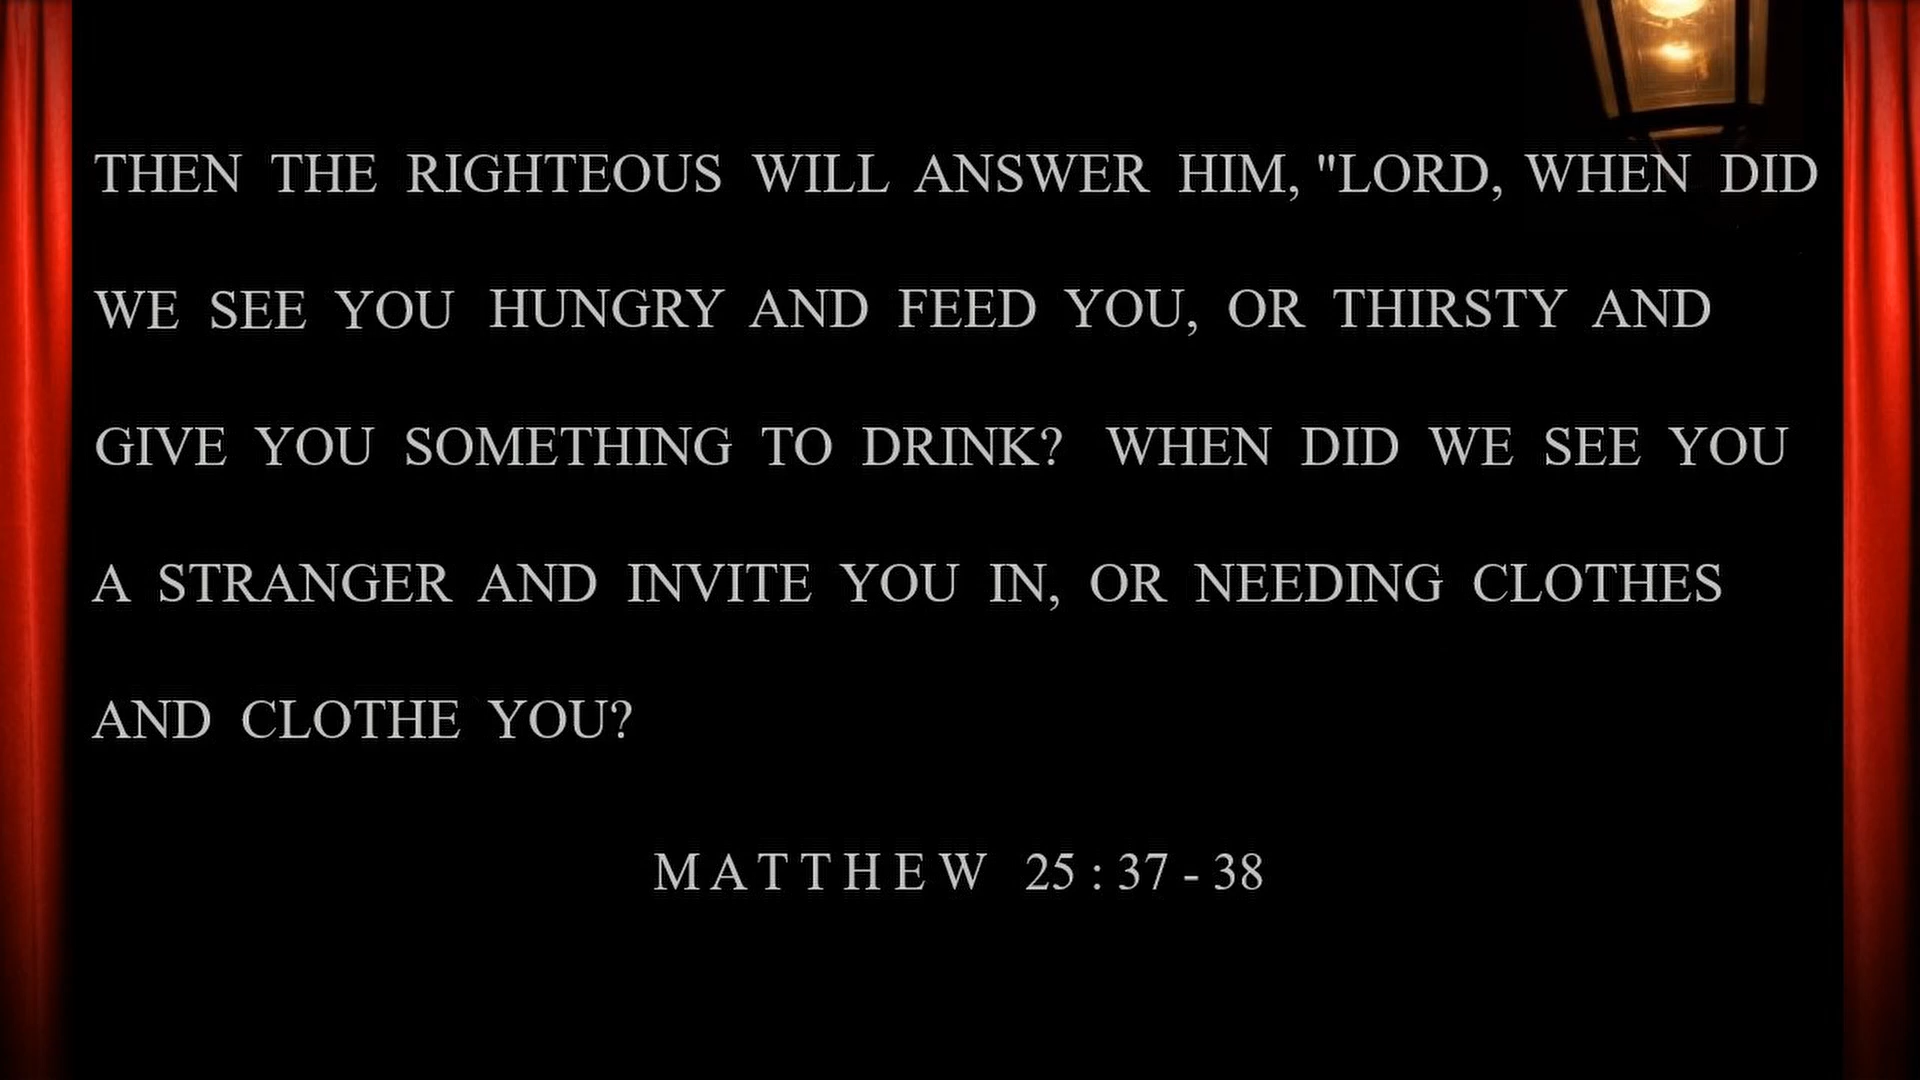 THEN THE RIGHTEOUS WILL ANSWER HIM, "LORD, WHEN DID
WE SEE YOU HUNGRY AND FEED YOU, OR THIRSTY AND
GIVE YOU SOMETHING TO DRINK? WHEN DID WE SEE YOU
A STRANGER AND INVITE YOU IN, OR NEEDING CLOTHES
AND CLOTHE YOU?
MATTHEW 25:37-38